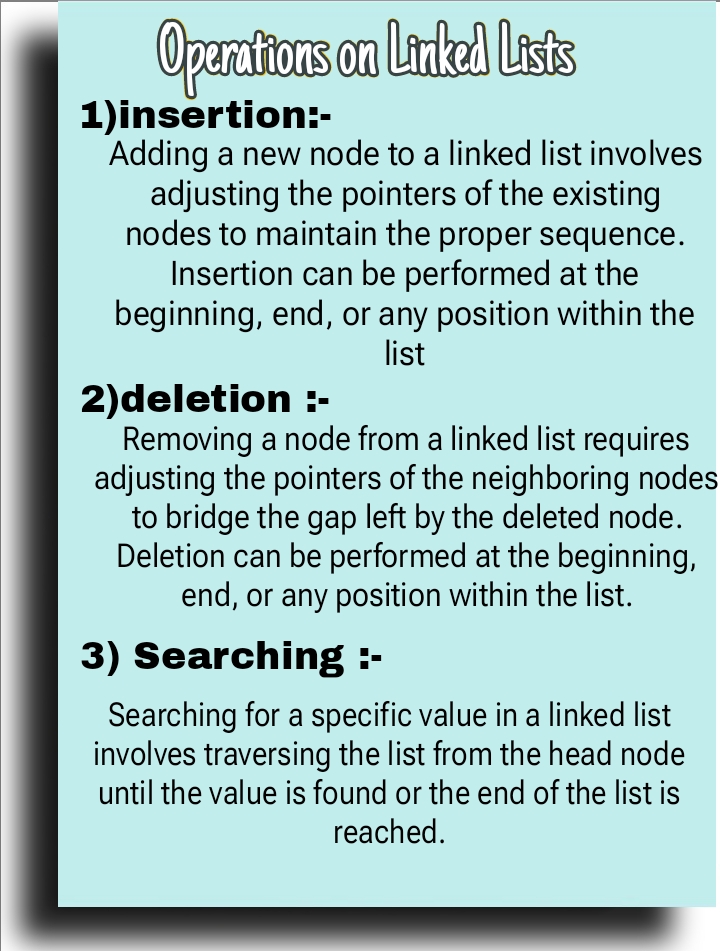 Operations on Linked Lists
1)insertion:-
Adding a new node to a linked list involves
adjusting the pointers of the existing
nodes to maintain the proper sequence.
Insertion can be performed at the
beginning, end, or any position within the
list
2)deletion :-
Removing a node from a linked list requires
adjusting the pointers of the neighboring nodes
to bridge the gap left by the deleted node.
Deletion can be performed at the beginning,
end, or any position within the list.
3) Searching :-
Searching for a specific value in a linked list
involves traversing the list from the head node
until the value is found or the end of the list is
reached.